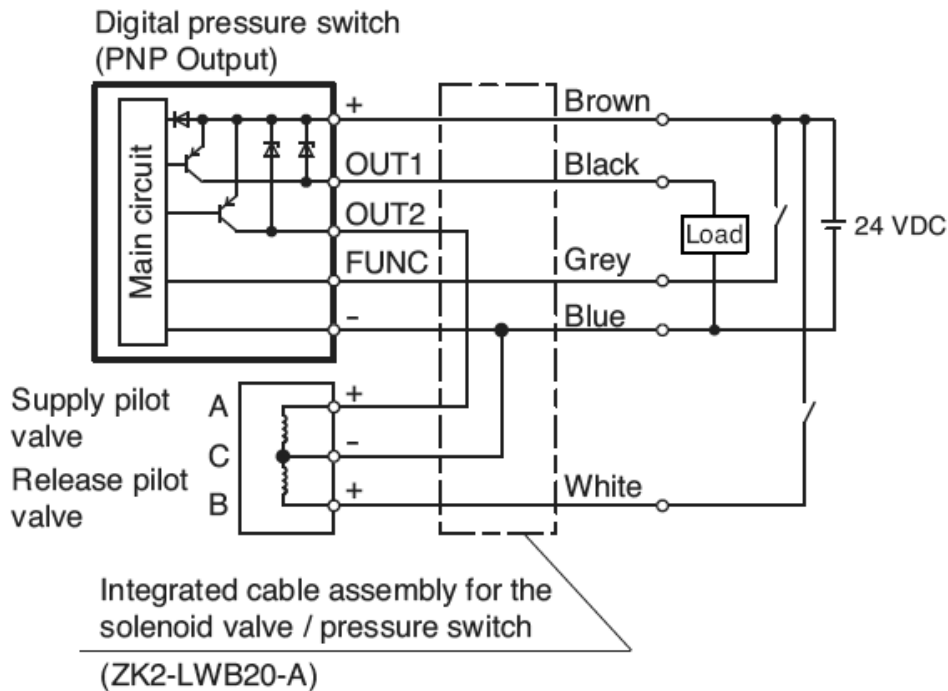 Digital pressure switch
(PNP Output)
Main circuit
+
OUT1
OUT2
FUNC
-
Brown
Black
Grey
Blue
Load
24 VDC
Supply pilot
valve
Release pilot
valve
A
C
B
+
-
+
White
Integrated cable assembly for the
solenoid valve / pressure switch
(ZK2-LWB20-A)